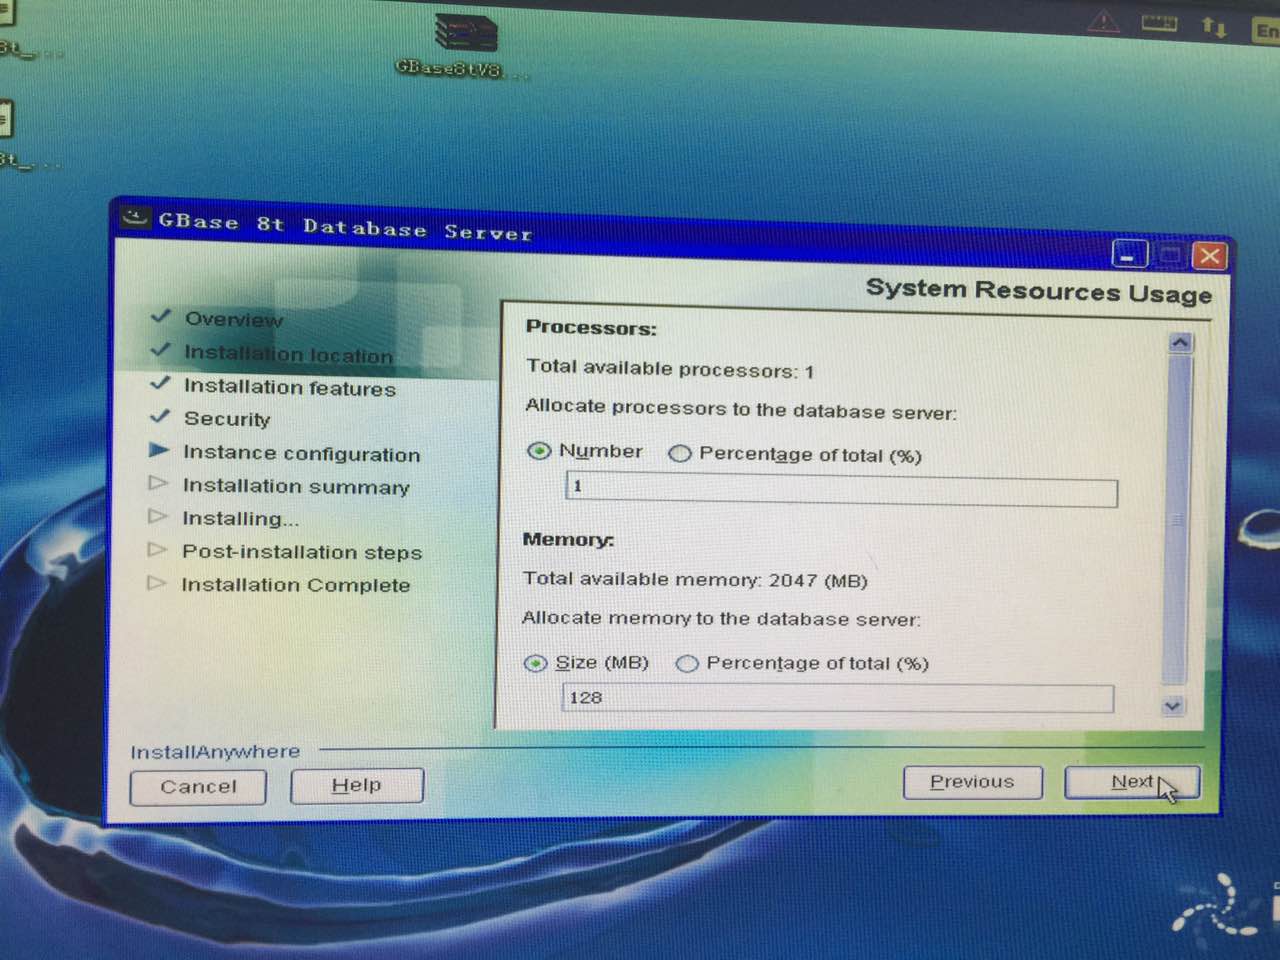 GBase8tV8...
En
GBase 8t Database Server
System Resources Usage
Overview
Installation location
Installation features
Security
Instance configuration
Installation summary
Installing...
Post-installation steps
Installation Complete
Processors:
Total available processors: 1
Allocate processors to the database server:
Number
Percentage of total (%)
1
Memory:
Total available memory: 2047 (MB)
Allocate memory to the database server:
Size (MB)
Percentage of total (%)
128
InstallAnywhere
Cancel
Help
Previous
Next